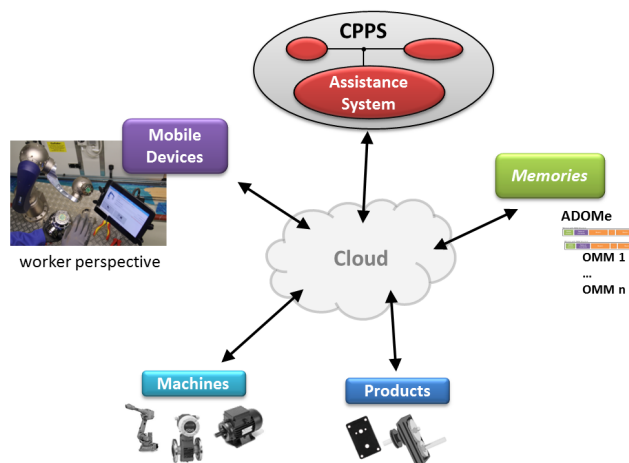 CPPS
Assistance
System
Mobile
Devices
Memories
ADOMe
OMM 1
...
OMM n
worker perspective
Cloud
Machines
Products